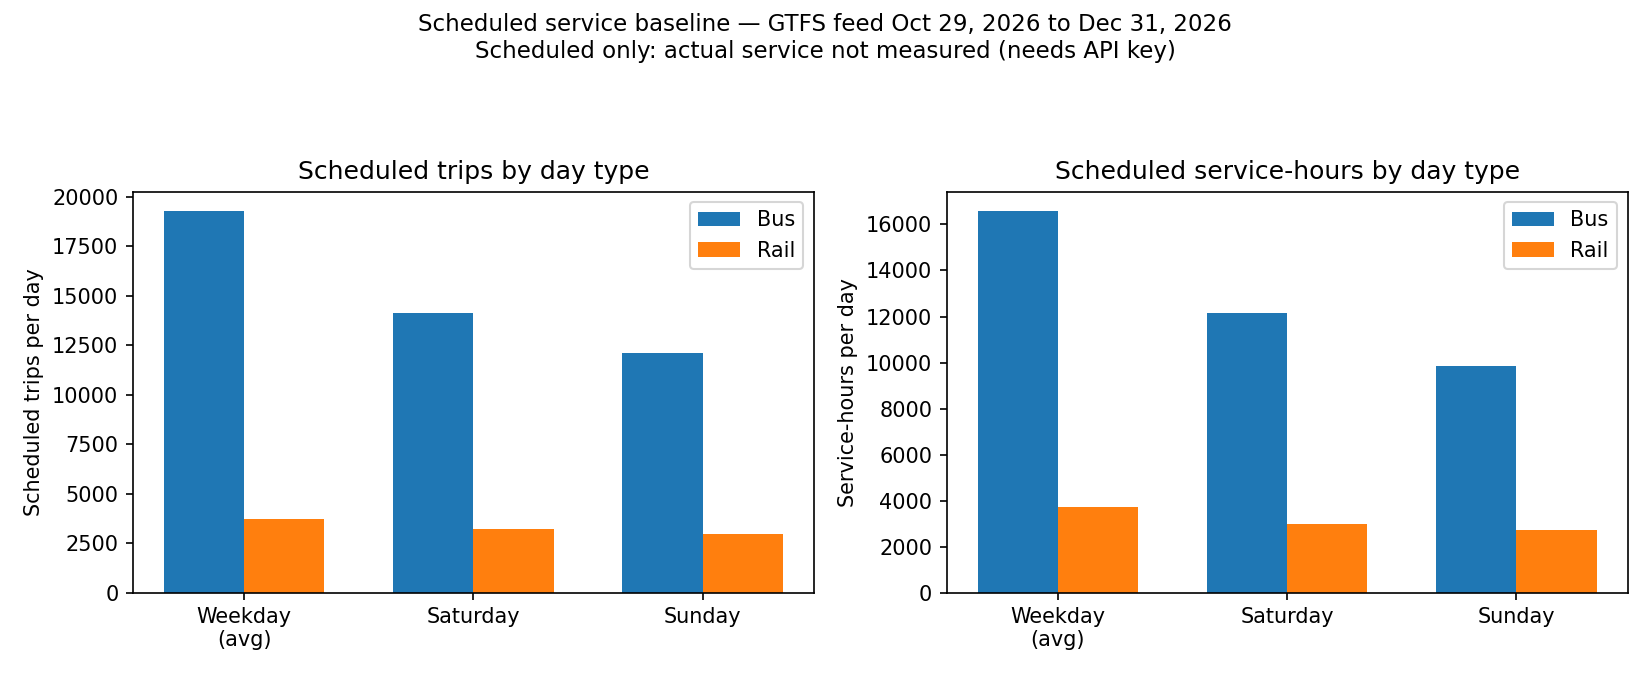 Scheduled service baseline — GTFS feed Oct 29, 2026 to Dec 31, 2026
Scheduled only: actual service not measured (needs API key)
Scheduled trips by day type
Scheduled trips per day
20000
17500
15000
12500
10000
7500
5000
2500
0
Bus
Rail
Weekday
(avg)
Saturday
Sunday
Scheduled service-hours by day type
Service-hours per day
16000
14000
12000
10000
8000
6000
4000
2000
0
Bus
Rail
Weekday
(avg)
Saturday
Sunday